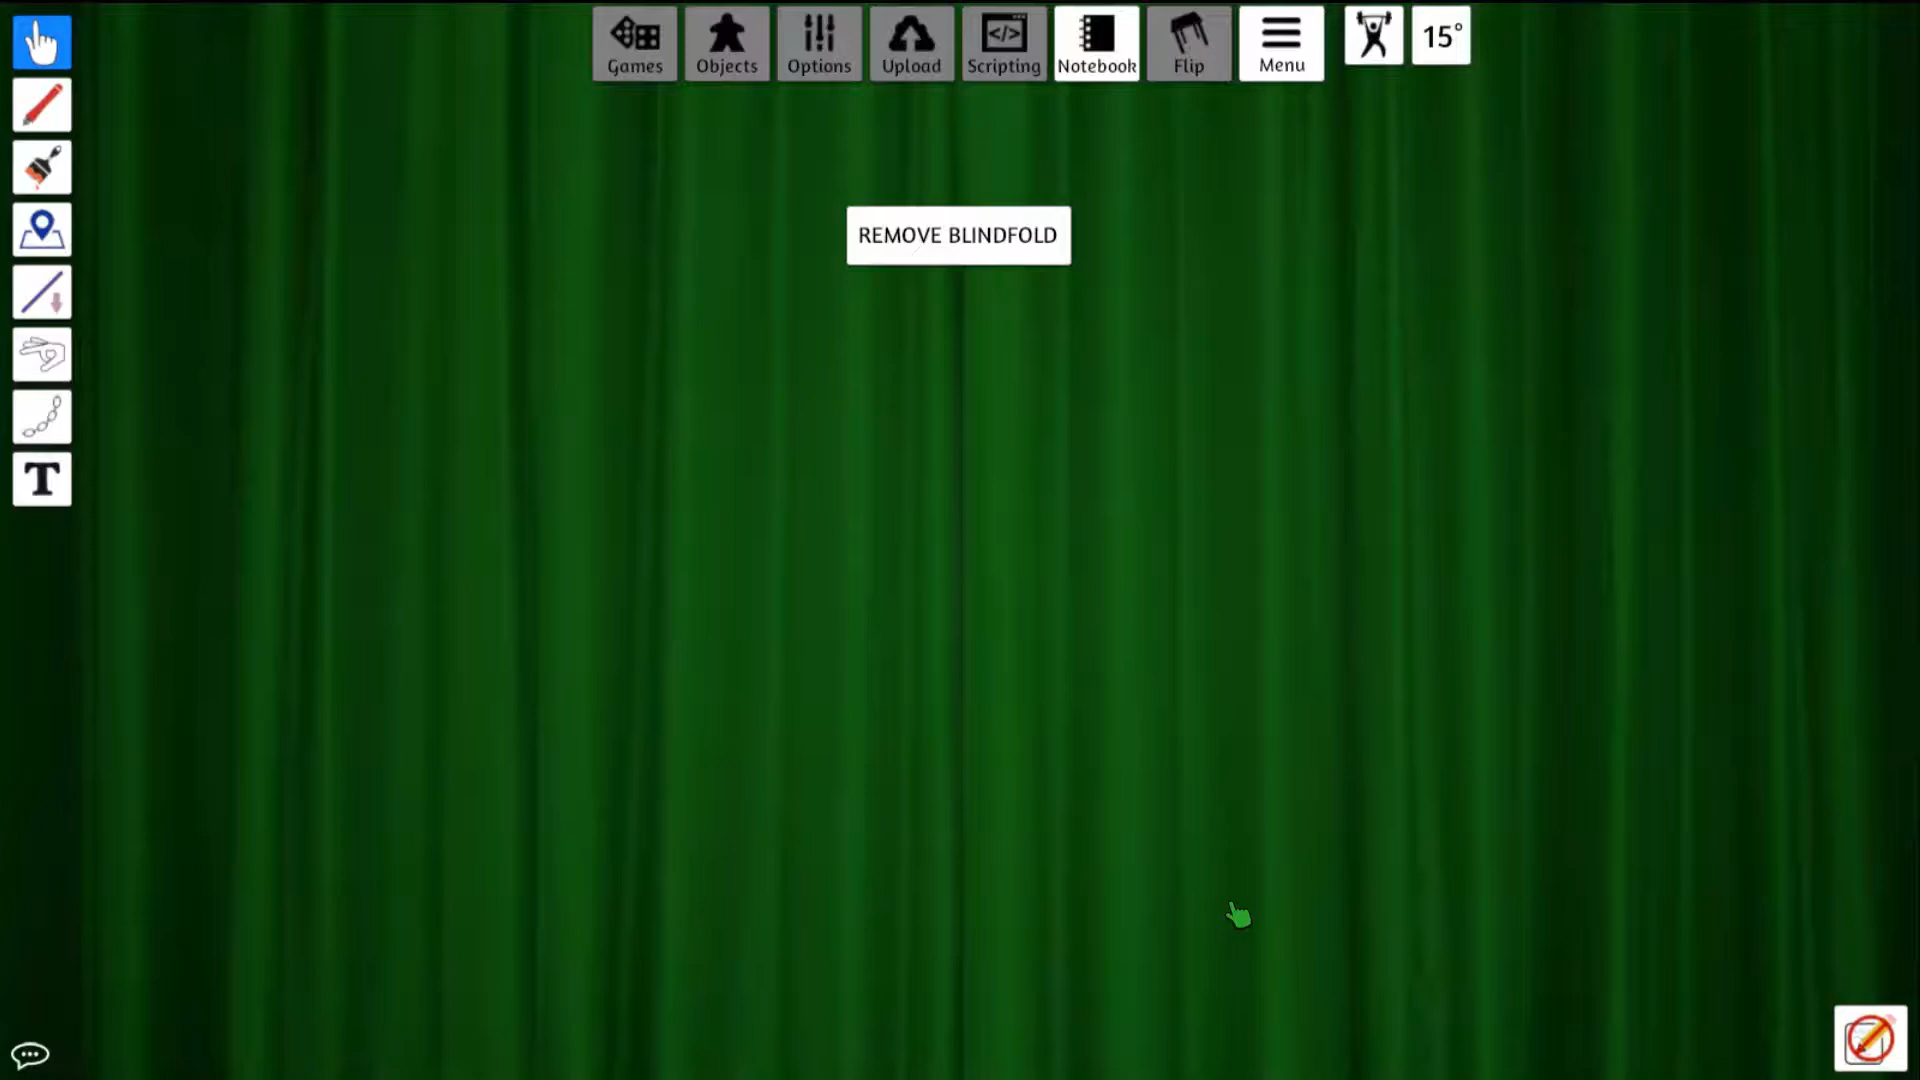 Games Objects Options Upload Scripting Notebook Flip Menu 15°
REMOVE BLINDFOLD
T